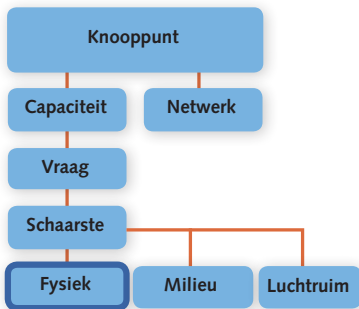 Knooppunt
Capaciteit
Netwerk
Vraag
Schaarste
Fysiek
Milieu
Luchtruim